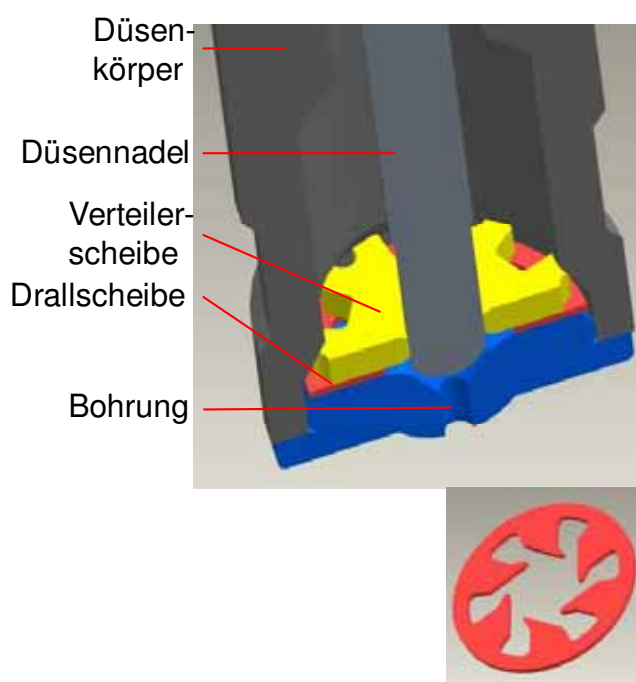 Düsen-
körper
Düsennadel
Verteiler-
scheibe
Drallscheibe
Bohrung